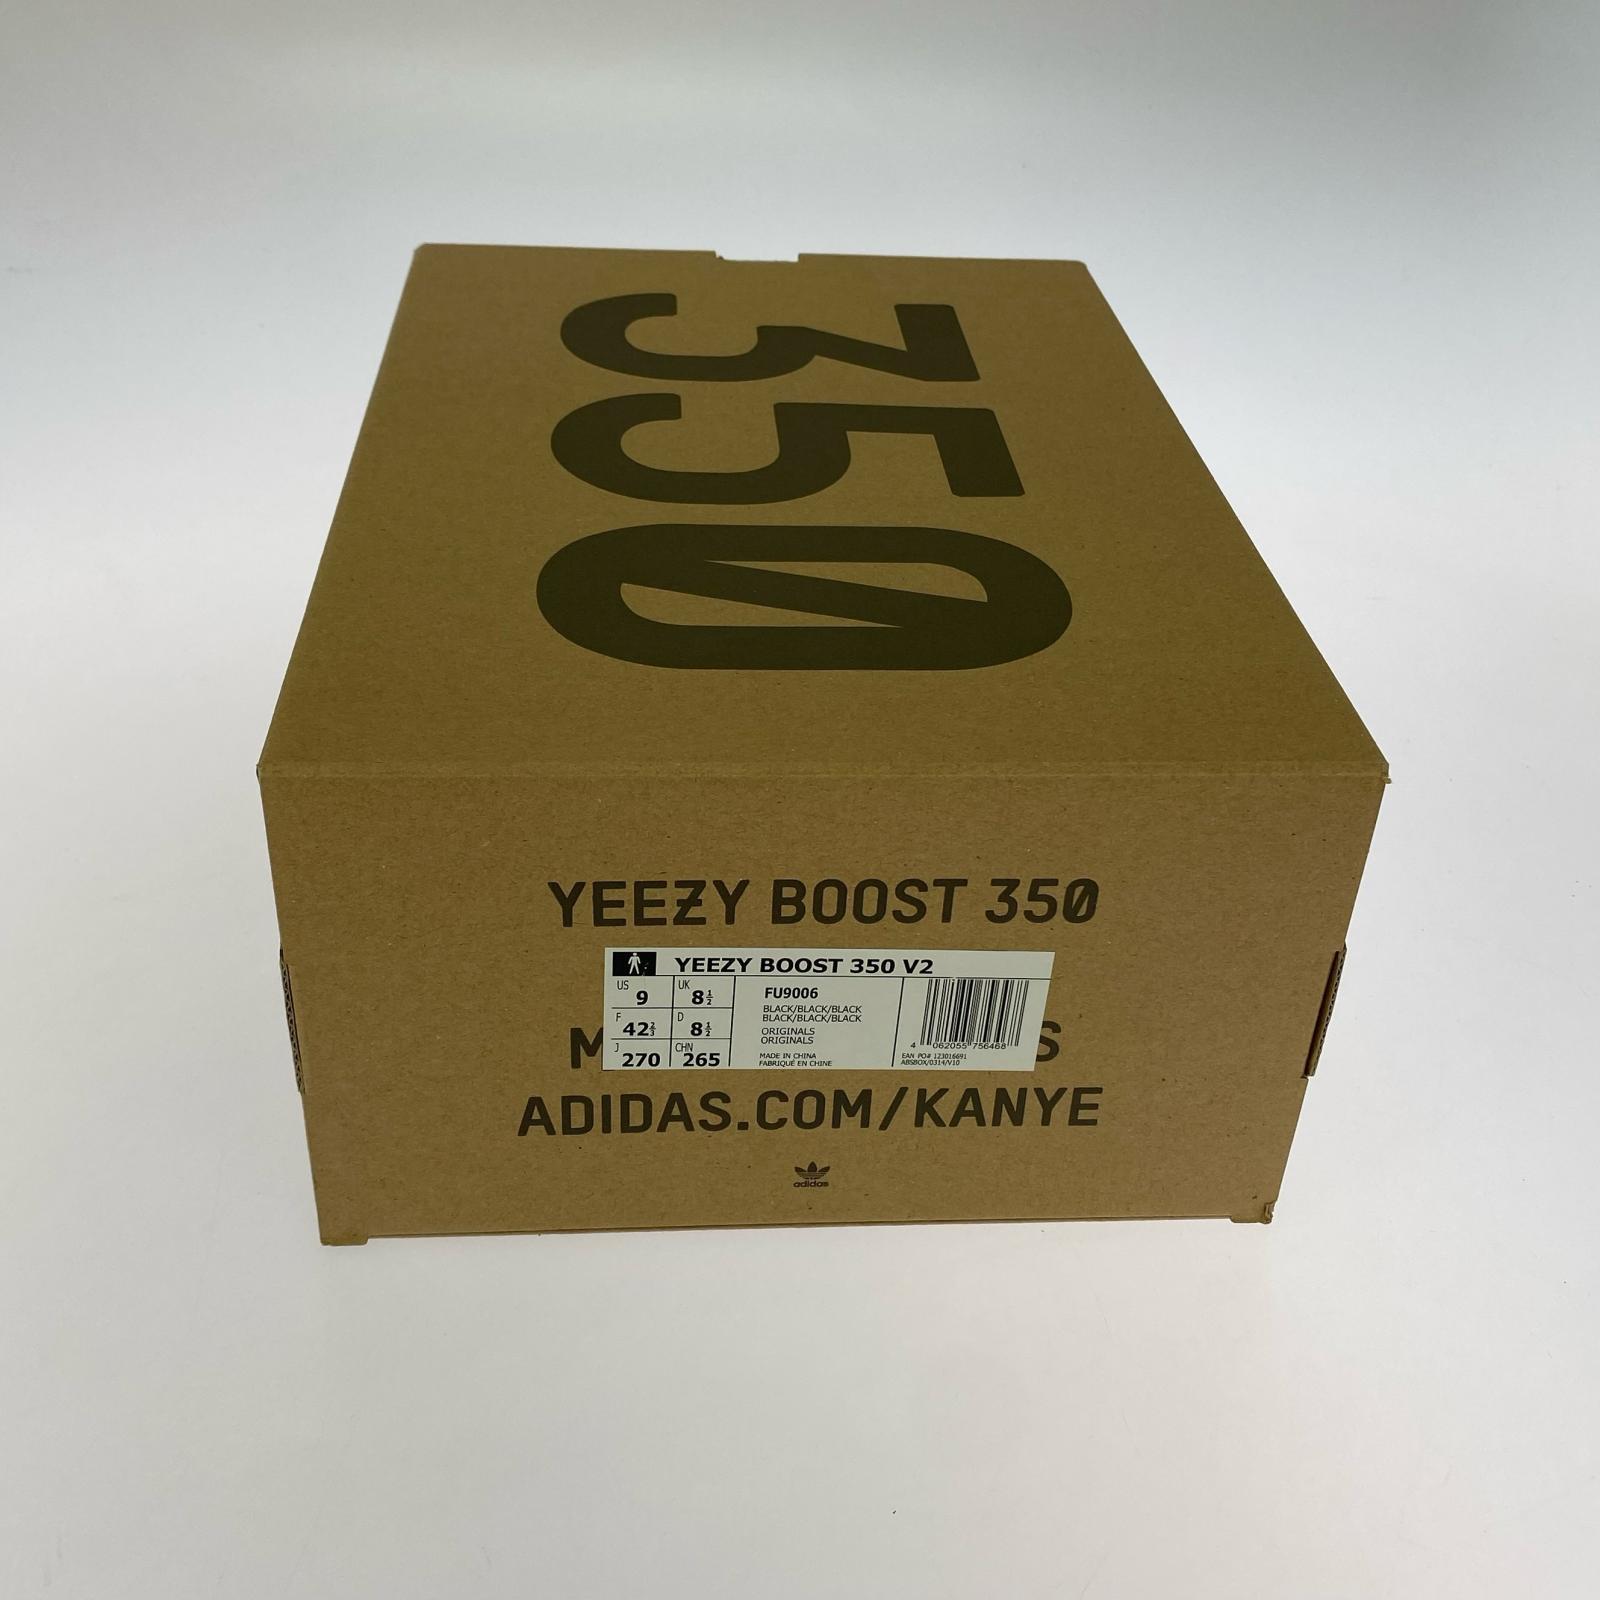 350
YEEZY BOOST 350
YEEZY BOOST 350 V2
US
9
UK
8½
F
42⅔
D
8½
J
270
CHN
265
FU9006
BLACK/BLACK/BLACK
BLACK/BLACK/BLACK
ORIGINALS
ORIGINALS
MADE IN CHINA
FABRIQUÉ EN CHINE
4 062055 756468
EAN PO# 123016691
ABSBOX/0314/V10
M S
ADIDAS.COM/KANYE
adidas